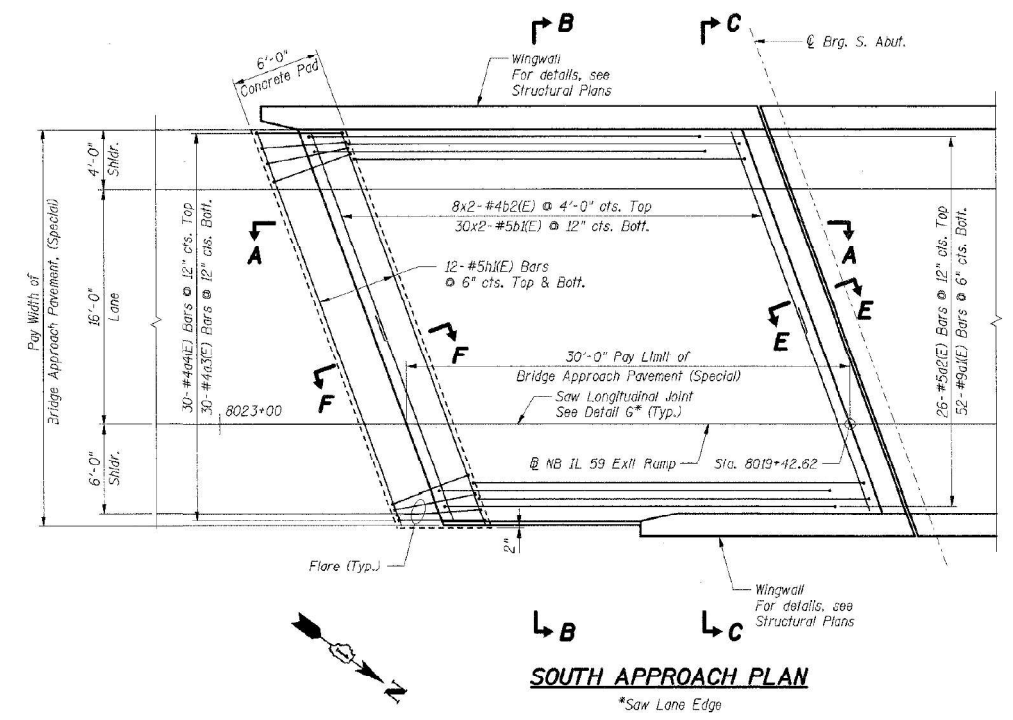 B
C
℄ Brg. S. Abut.
6'-0"
Concrete Pad
Wingwall
For details, see
Structural Plans
4'-0"
Shldr.
8x2-#4b2(E) @ 4'-0" cts. Top
30x2-#5b1(E) @ 12" cts. Bott.
A
A
12-#5h1(E) Bars
@ 6" cts. Top & Bott.
E
E
F
F
Pay Width of
Bridge Approach Pavement, (Special)
16'-0"
Lane
30-#4a4(E) Bars @ 12" cts. Top
30-#4a3(E) Bars @ 12" cts. Bott.
26-#5a2(E) Bars @ 12" cts. Top
52-#9a1(E) Bars @ 6" cts. Bott.
30'-0" Pay Limit of
Bridge Approach Pavement (Special)
8023+00
Saw Longitudinal Joint
See Detail G* (Typ.)
6'-0"
Shldr.
NB IL 59 Exit Ramp
Sta. 8019+42.62
2"
Flare (Typ.)
Wingwall
For details, see
Structural Plans
B
C
N
SOUTH APPROACH PLAN
*Saw Lane Edge